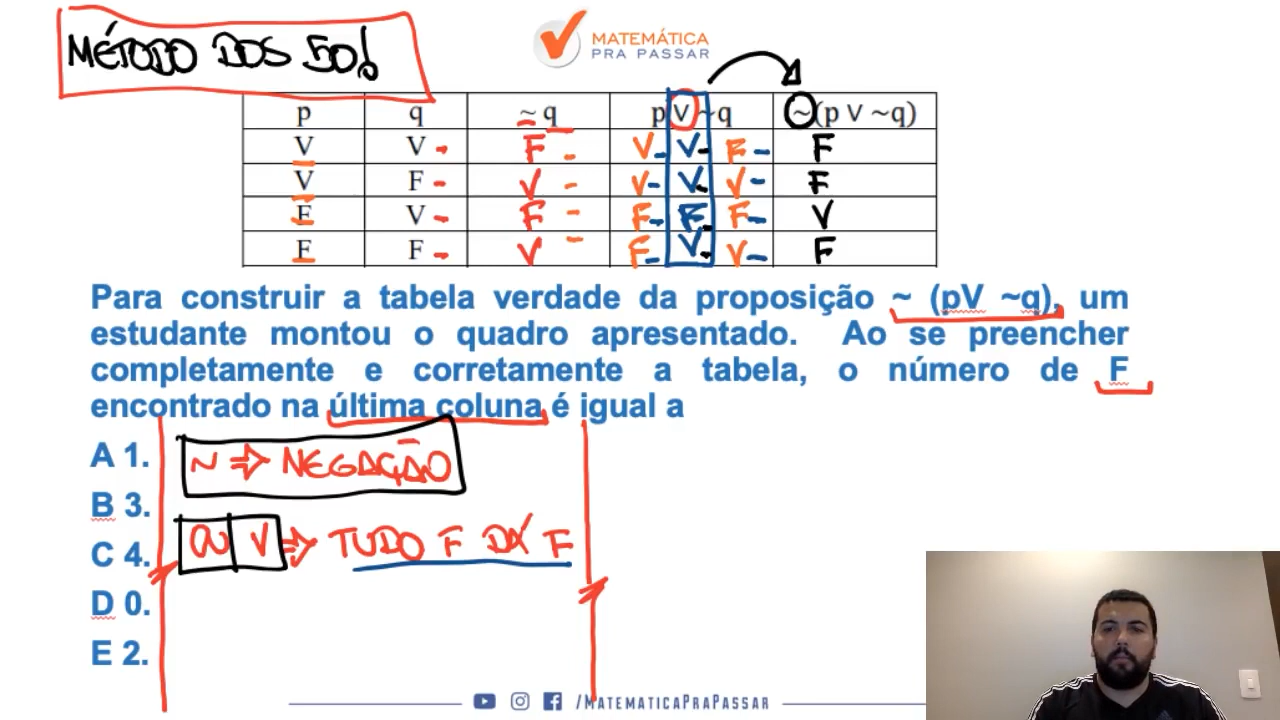 MÉTODO DOS 50!
MATEMÁTICA
PRA PASSAR
p q ~q p V ~q ~(p V ~q)
V V F V V F F
V F V V V V F
F V F F F F V
F F V F V V F
Para construir a tabela verdade da proposição ~ (pV ~q), um
estudante montou o quadro apresentado. Ao se preencher
completamente e corretamente a tabela, o número de F
encontrado na última coluna é igual a
A 1.
~ ⇒ NEGAÇÃO
B 3.
OU V ⇒ TUDO F DÁ F
C 4.
D 0.
E 2.
/MATEMATICAPRAPASSAR